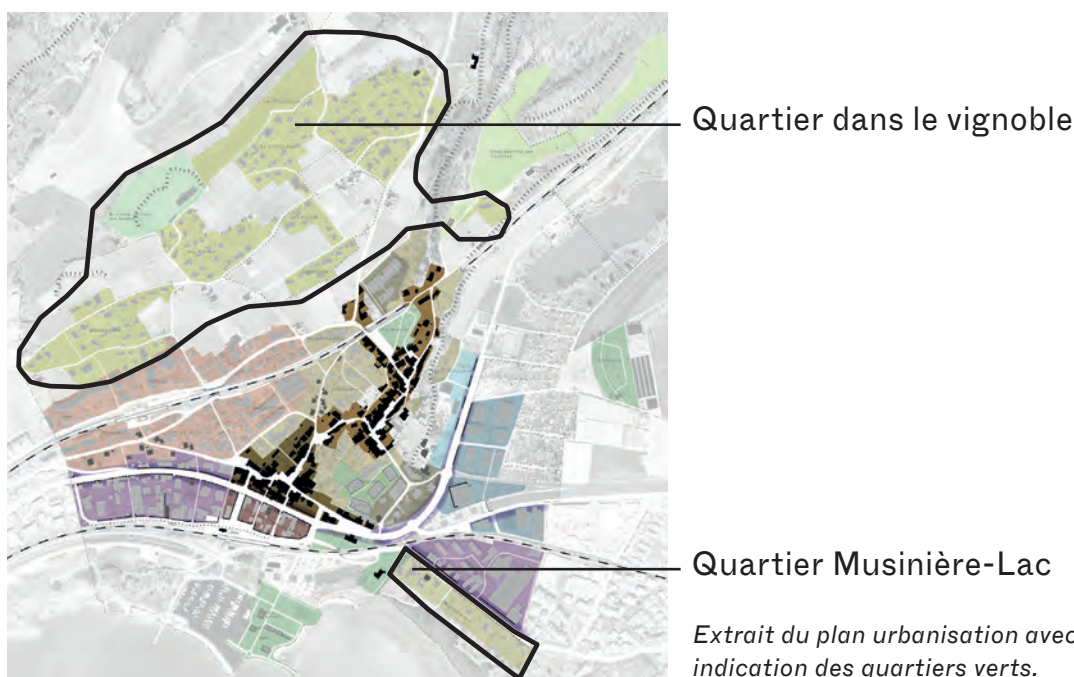 Quartier dans le vignoble
Quartier Musinière-Lac
Extrait du plan urbanisation avec
indication des quartiers verts.